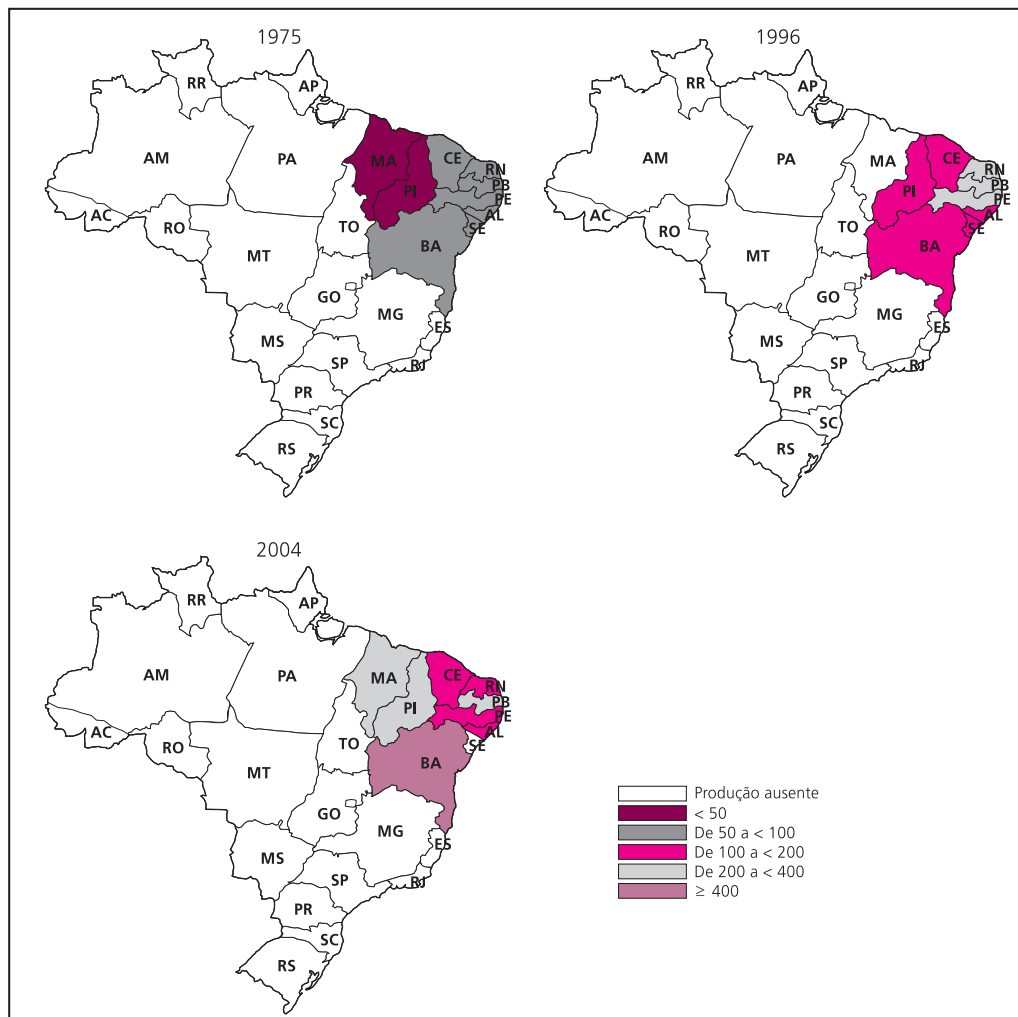 1975
RR
AP
AM
PA
MA
CE
RN
PB
PE
AL
SE
PI
AC
RO
TO
BA
MT
GO
MG
ES
MS
SP
RJ
PR
SC
RS
1996
RR
AP
AM
PA
MA
CE
RN
PB
PE
AL
SE
PI
AC
RO
TO
BA
MT
GO
MG
ES
MS
SP
RJ
PR
SC
RS
2004
RR
AP
AM
PA
MA
CE
RN
PB
PE
AL
SE
PI
AC
RO
TO
BA
MT
GO
MG
ES
MS
SP
RJ
PR
SC
RS
Produção ausente
< 50
De 50 a < 100
De 100 a < 200
De 200 a < 400
≥ 400